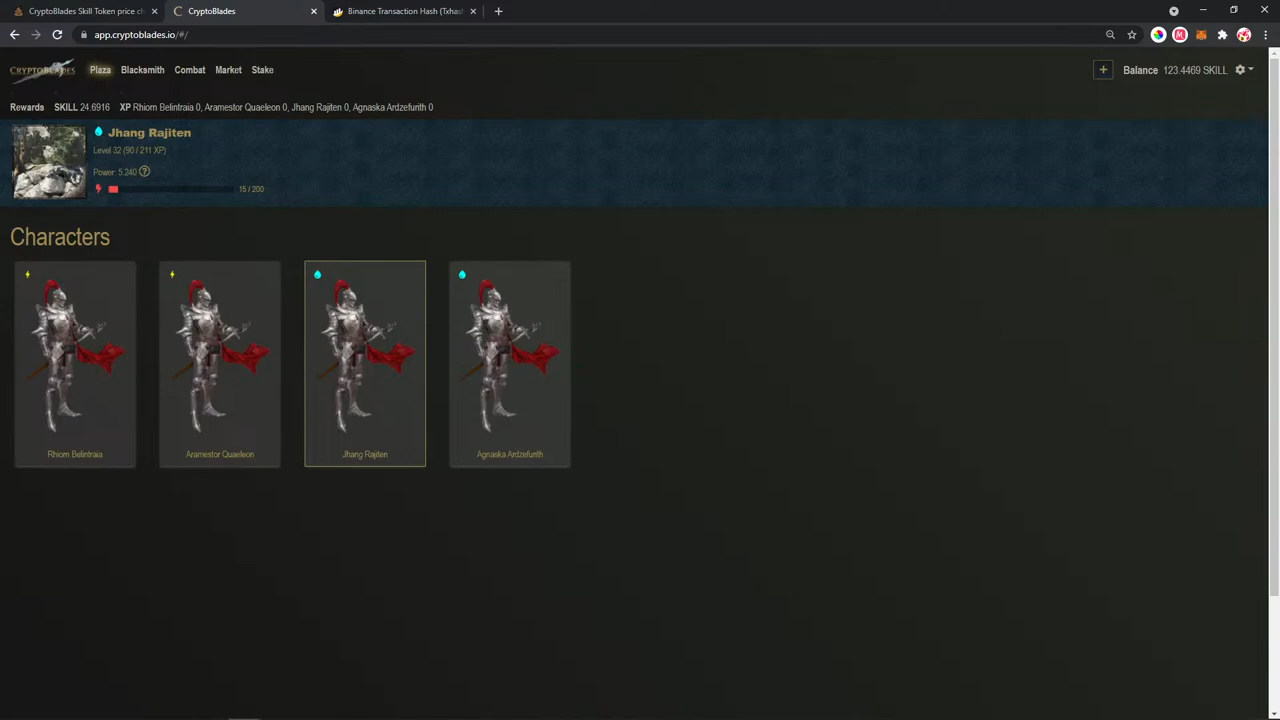 CryptoBlades Skill Token price ch
CryptoBlades
Binance Transaction Hash (Txhas
app.cryptoblades.io/#/
CRYPTOBLADES
Plaza
Blacksmith
Combat
Market
Stake
Balance 123.4469 SKILL
Rewards SKILL 24.6916 XP Rhiom Belintraia 0, Aramestor Quaeleon 0, Jhang Rajiten 0, Agnaska Ardzefurith 0
Jhang Rajiten
Level 32 (90 / 211 XP)
Power: 5,240 ?
15 / 200
Characters
Rhiom Belintraia
Aramestor Quaeleon
Jhang Rajiten
Agnaska Ardzefurith